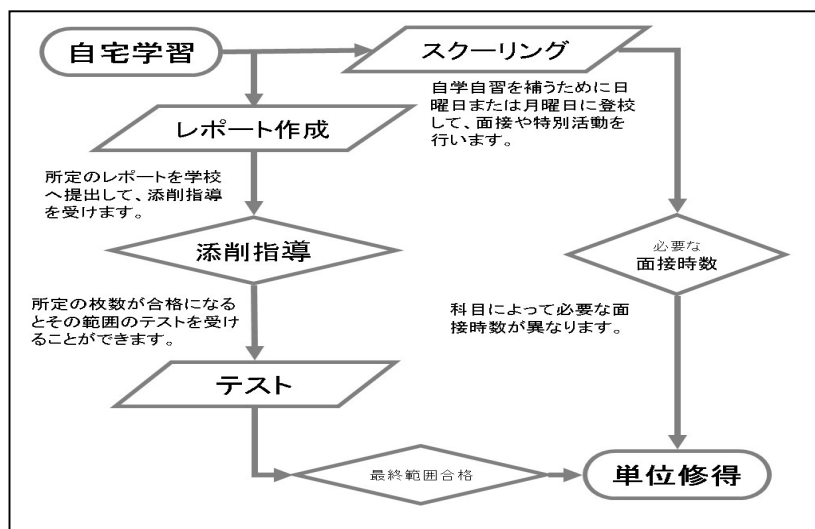 自宅学習
スクーリング
自学自習を補うために日
曜日または月曜日に登校
して、面接や特別活動を
行います。
レポート作成
所定のレポートを学校
へ提出して、添削指導
を受けます。
添削指導
必要な
面接時数
所定の枚数が合格になる
とその範囲のテストを受け
ることができます。
科目によって必要な面
接時数が異なります。
テスト
最終範囲合格
単位修得